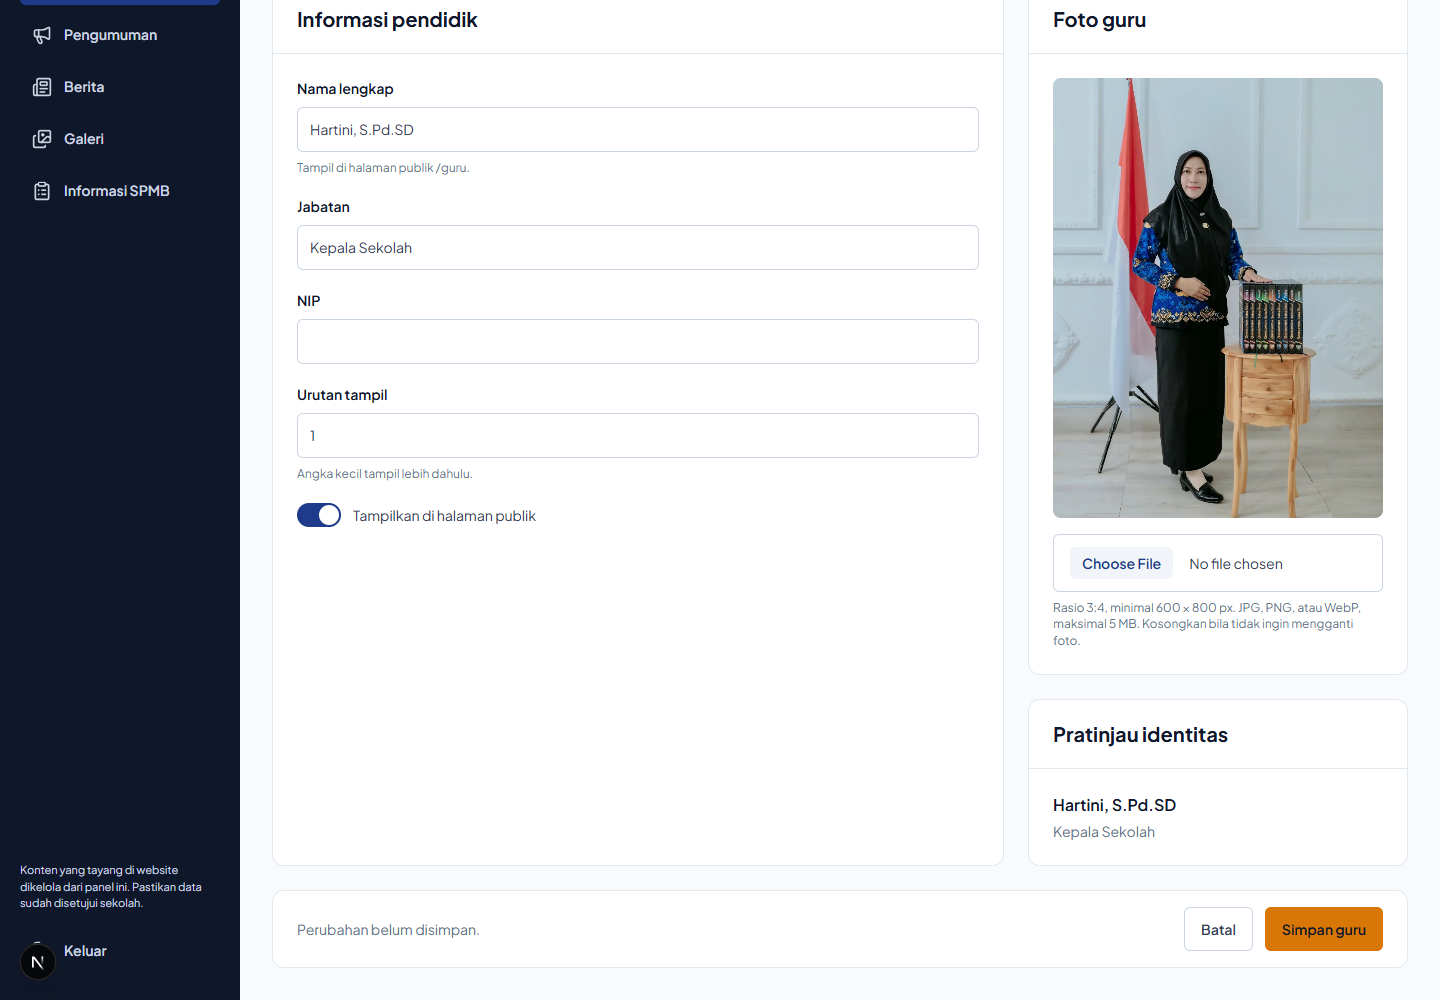 Pengumuman
Berita
Galeri
Informasi SPMB
Konten yang tayang di website
dikelola dari panel ini. Pastikan data
sudah disetujui sekolah.
Keluar
N
Informasi pendidik
Nama lengkap
Hartini, S.Pd.SD
Tampil di halaman publik /guru.
Jabatan
Kepala Sekolah
NIP
Urutan tampil
1
Angka kecil tampil lebih dahulu.
Tampilkan di halaman publik
Foto guru
Choose File No file chosen
Rasio 3:4, minimal 600 × 800 px. JPG, PNG, atau WebP,
maksimal 5 MB. Kosongkan bila tidak ingin mengganti
foto.
Pratinjau identitas
Hartini, S.Pd.SD
Kepala Sekolah
Perubahan belum disimpan.
Batal
Simpan guru